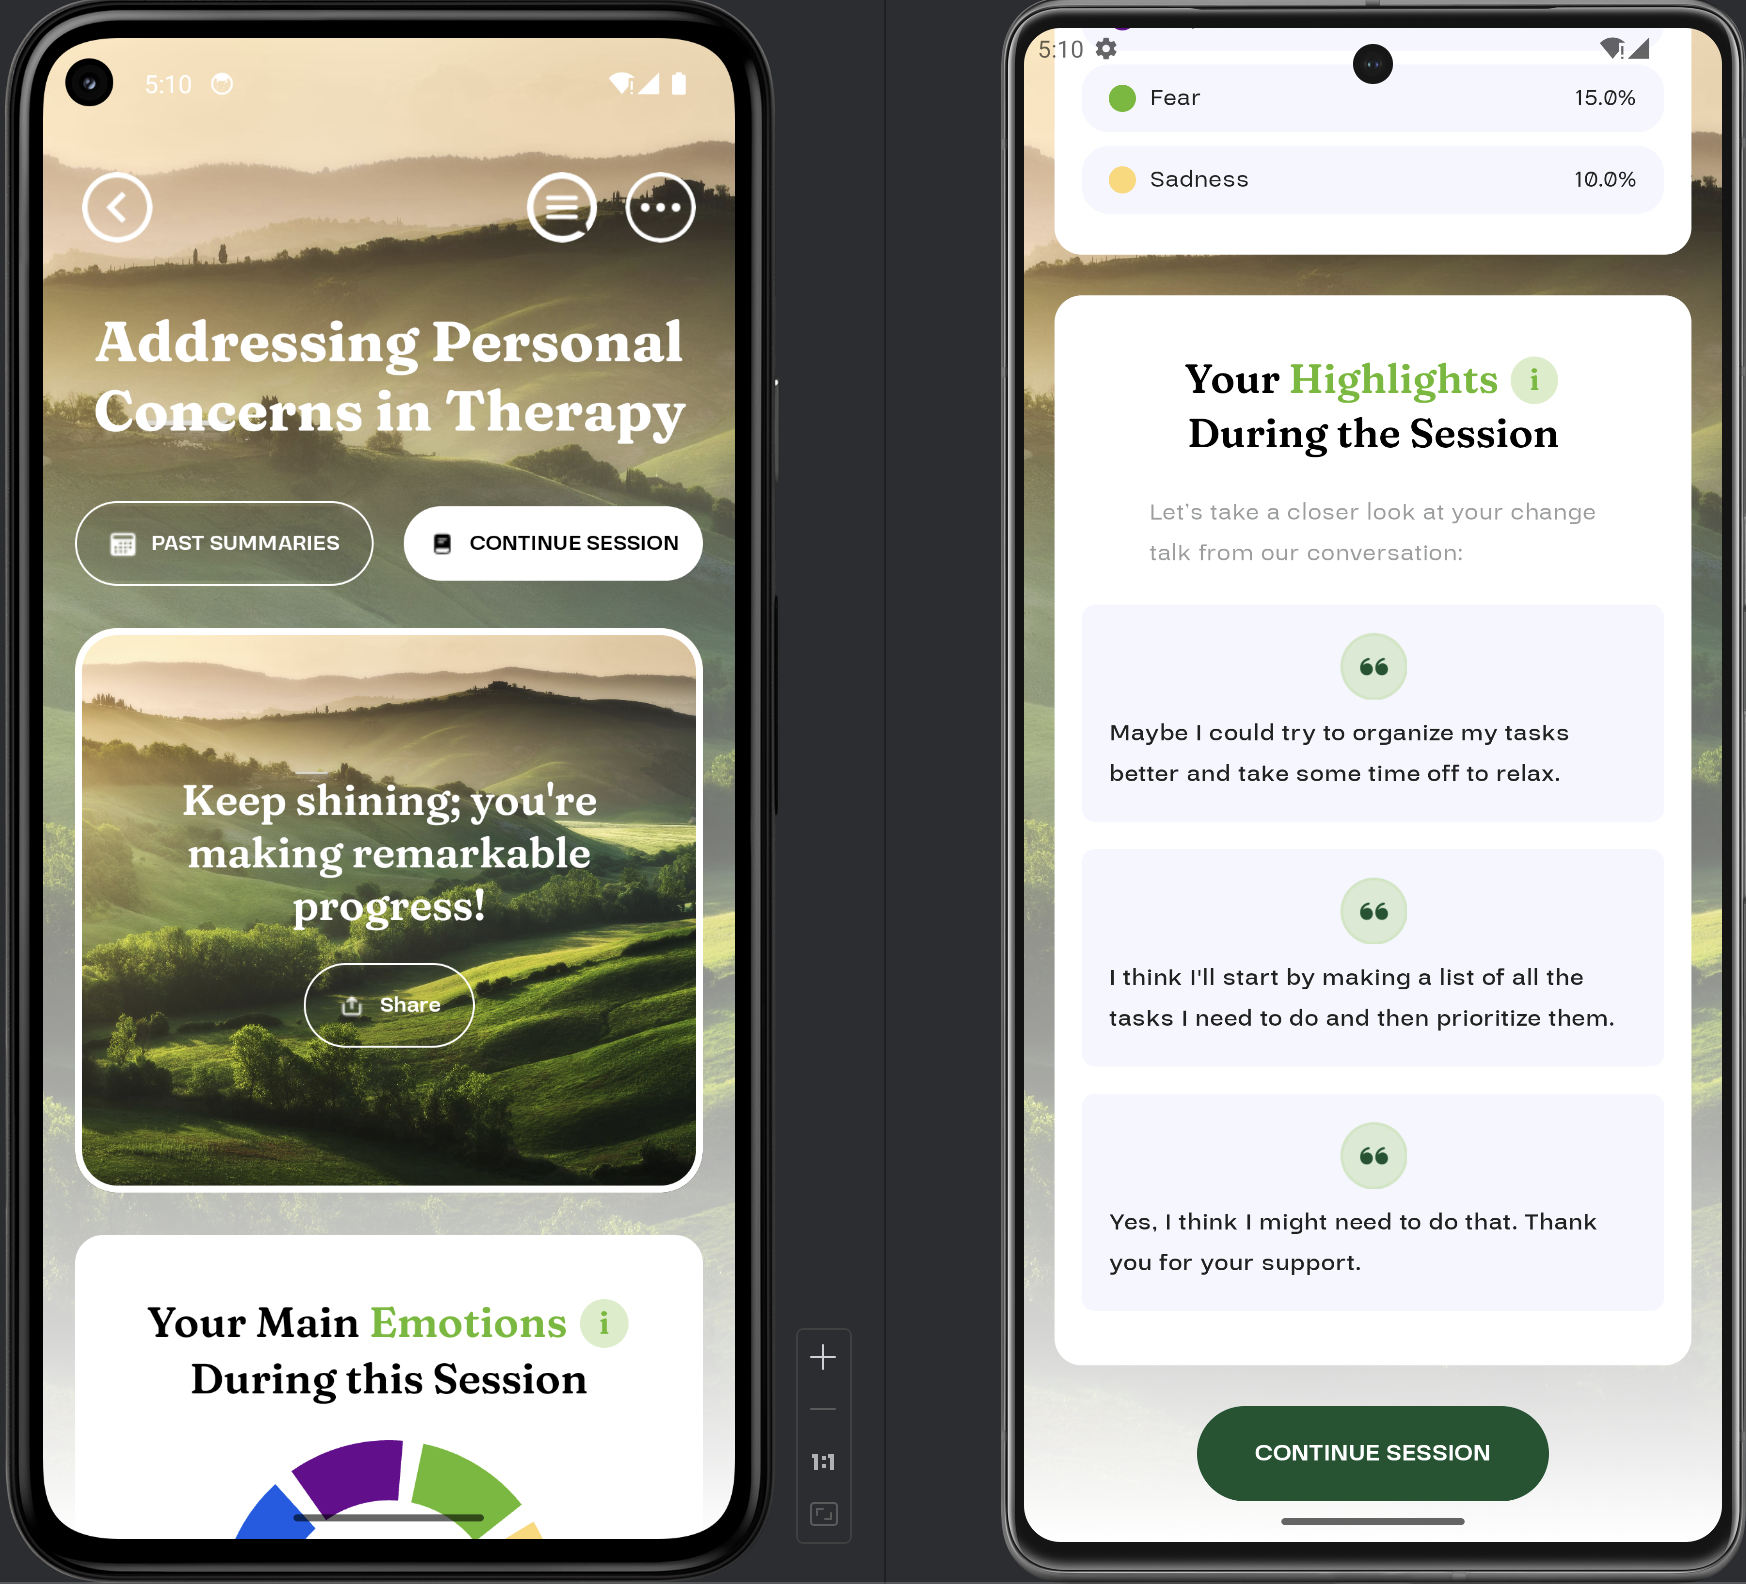 5:10
Addressing Personal
Concerns in Therapy
PAST SUMMARIES
CONTINUE SESSION
Keep shining; you're
making remarkable
progress!
Share
Your Main Emotions i
During this Session
1:1
5:10
Fear 15.0%
Sadness 10.0%
Your Highlights i
During the Session
Let's take a closer look at your change
talk from our conversation:
Maybe I could try to organize my tasks
better and take some time off to relax.
I think I'll start by making a list of all the
tasks I need to do and then prioritize them.
Yes, I think I might need to do that. Thank
you for your support.
CONTINUE SESSION